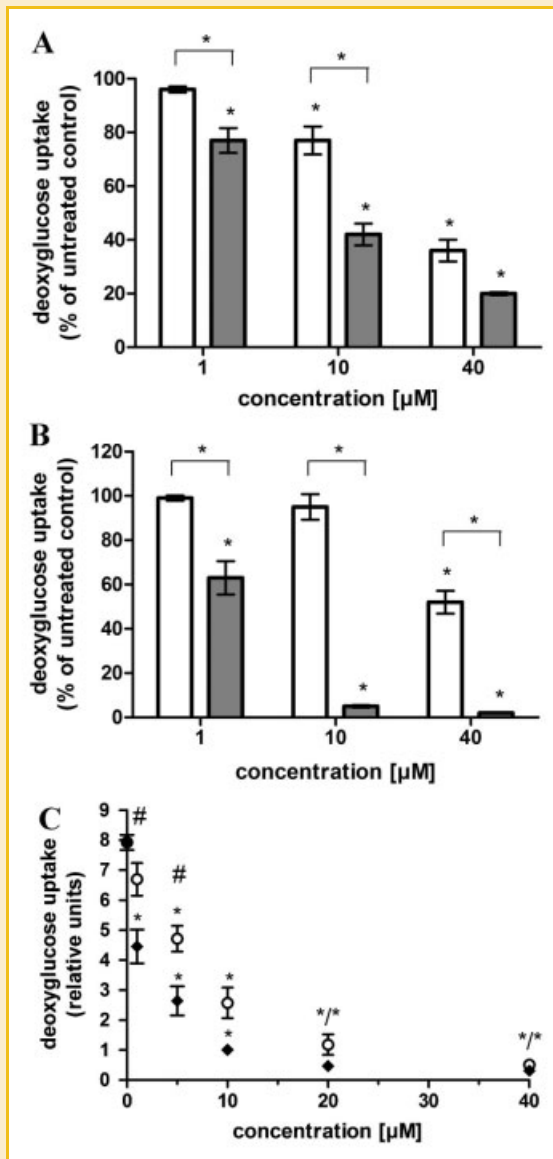 A
* *
deoxyglucose uptake
(% of untreated control)
100
80
60
40
20
0
* * * * *
1 10 40
concentration [µM]
B
* * *
deoxyglucose uptake
(% of untreated control)
120
100
80
60
40
20
0
* * * *
1 10 40
concentration [µM]
C
deoxyglucose uptake
(relative units)
9
8
7
6
5
4
3
2
1
0
# #
* * * * *
*/* */*
0 10 20 30 40
concentration [µM]